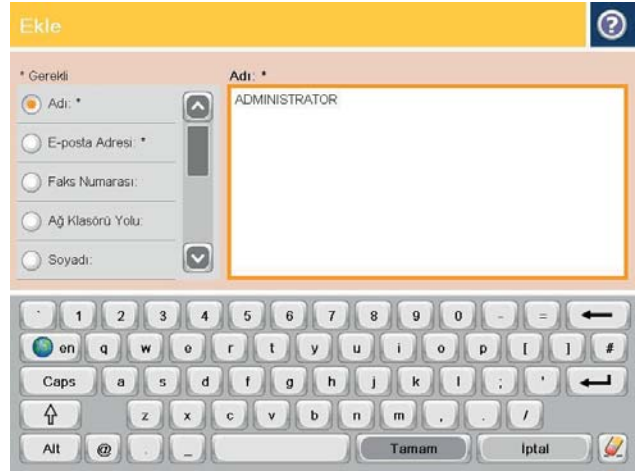 Ekle
* Gerekli
Adı: *
Adı: *
ADMINISTRATOR
E-posta Adresi: *
Faks Numarası:
Ağ Klasörü Yolu:
Soyadı:
` 1 2 3 4 5 6 7 8 9 0 - =
en q w e r t y u i o p [ ] #
Caps a s d f g h j k l ; '
z x c v b n m , . /
Alt @ . _ Tamam İptal